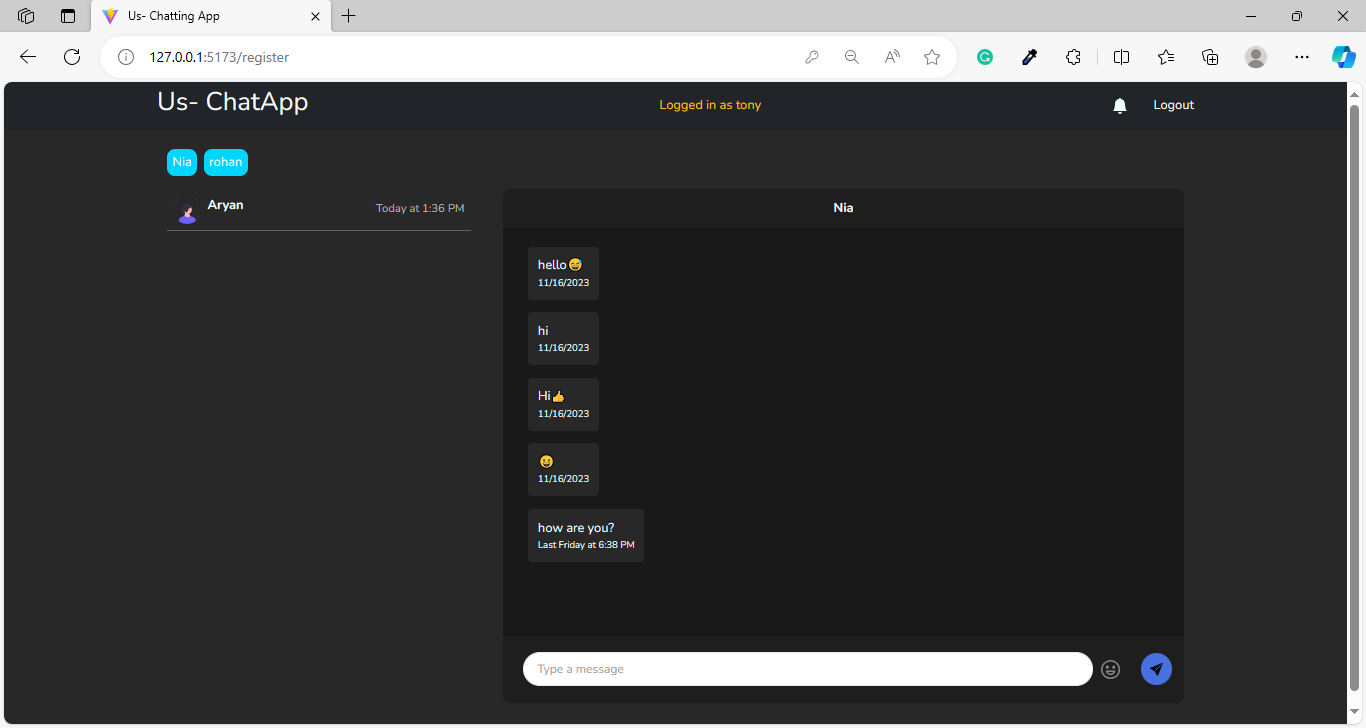 Us- Chatting App
127.0.0.1:5173/register
Us- ChatApp
Logged in as tony
Logout
Nia rohan
Aryan
Today at 1:36 PM
Nia
hello😅
11/16/2023
hi
11/16/2023
Hi👍
11/16/2023
😀
11/16/2023
how are you?
Last Friday at 6:38 PM
Type a message